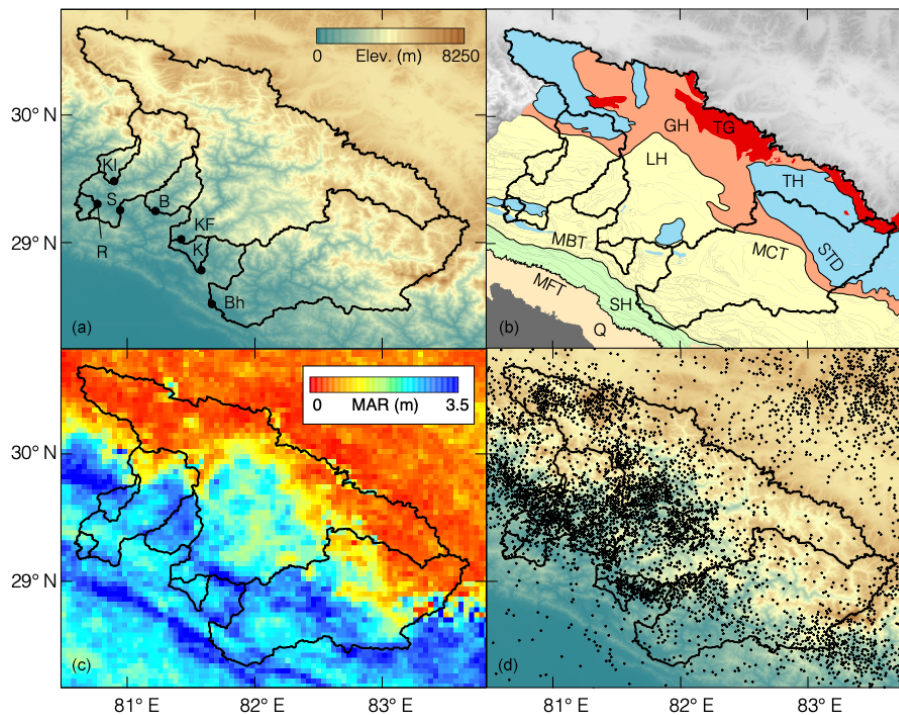 0 8250
Elev. (m)
30° N
29° N
KI
S
B
R
KF
K
Bh
(a)
GH
TG
LH
TH
MBT
MCT
STD
MFT
SH
Q
(b)
0 3.5
MAR (m)
30° N
29° N
(c)
(d)
81° E 82° E 83° E 81° E 82° E 83° E